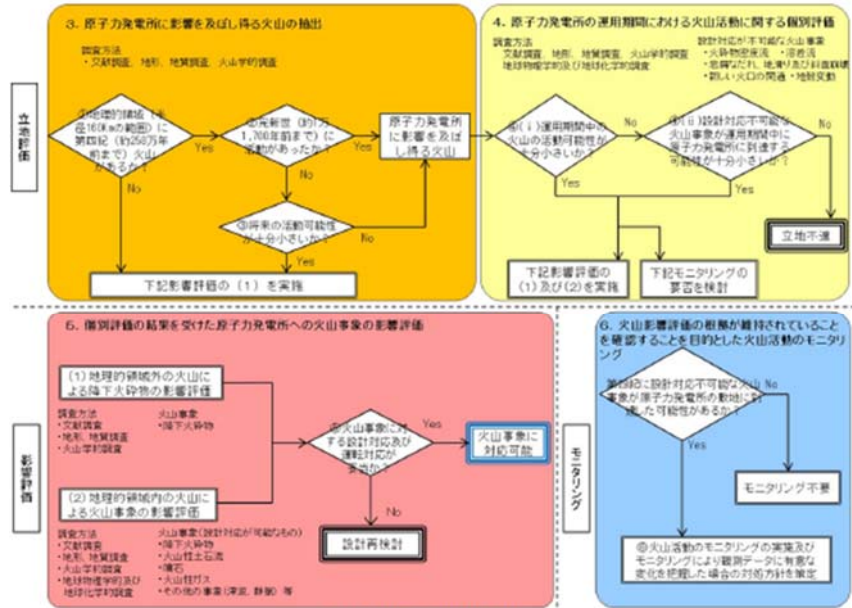 3. 原子力発電所に影響を及ぼし得る火山の抽出
調査方法
・文献調査、地形、地質調査、火山学的調査
立地評価
①地理的領域（半
径160Kmの範囲）に
第四紀（約258万年
前まで）火山
があるか？
Yes
No
②完新世（約1万
1,700年前まで）に
活動があったか？
Yes
No
原子力発電所
に影響を及ぼ
し得る火山
③将来の活動可能性
が十分小さいか？
No
Yes
下記影響評価の（1）を実施
4. 原子力発電所の運用期間における火山活動に関する個別評価
調査方法
・文献調査、地形、地質調査、火山学的調査
地球物理学的及び地球化学的調査
設計対応が不可能な火山事象
・火砕物密度流 ・溶岩流
・岩屑なだれ、地滑り及び斜面崩壊
・新しい火口の開通 ・地殻変動
④(i)運用期間中の
火山の活動可能性が
十分小さいか？
No
Yes
④(ii)設計対応不可能な
火山事象が運用期間中に
原子力発電所に到達する
可能性が十分小さいか？
No
Yes
立地不適
下記影響評価の
(1)及び(2)を実施
下記モニタリングの
要否を検討
5. 個別評価の結果を受けた原子力発電所への火山事象の影響評価
影響評価
(1)地理的領域外の火山に
よる降下火砕物の影響評価
調査方法
・文献調査
・地形、地質調査
・火山学的調査
火山事象
・降下火砕物
(2)地理的領域内の火山に
よる火山事象の影響評価
調査方法
・文献調査
・地形、地質調査
・火山学的調査
・地球物理学的及び
地球化学的調査
火山事象（設計対応が可能なもの）
・降下火砕物
・火山性土石流
・噴石
・火山性ガス
・その他の事象（津波、静振）等
⑤火山事象に対
する設計対応及び
運転対応が
妥当か？
Yes
No
火山事象に
対応可能
設計再検討
6. 火山影響評価の根拠が維持されていること
を確認することを目的とした火山活動のモニタ
リング
モニタリング
第四紀に設計対応不可能な火山
事象が原子力発電所の敷地に到
達した可能性があるか？
No
Yes
モニタリング不要
⑥火山活動のモニタリングの実施及び
モニタリングにより観測データに有意な
変化を把握した場合の対処方針を策定